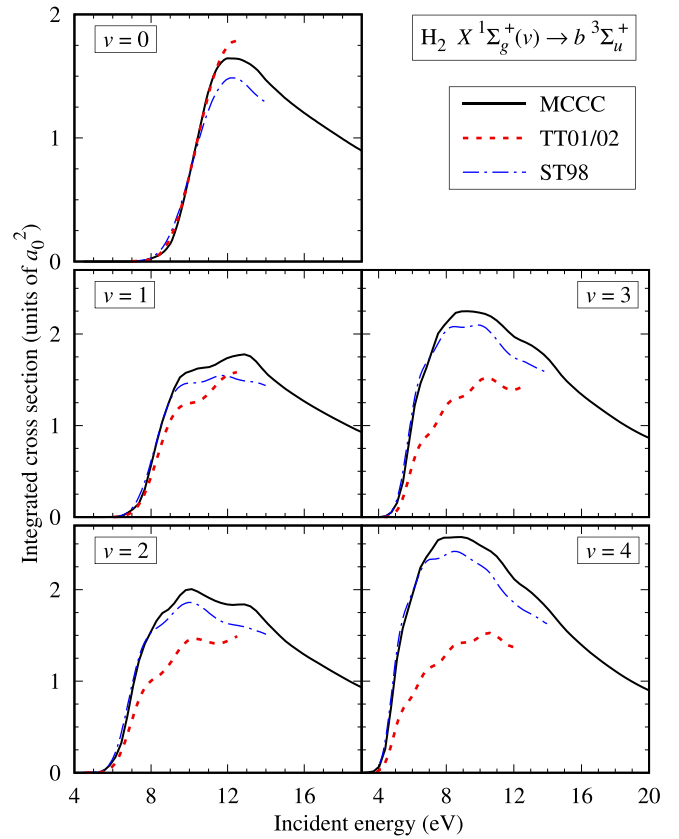 H₂ X ¹Σg⁺(v) → b ³Σu⁺
MCCC
TT01/02
ST98
v = 0
2
1
0
v = 1
2
1
0
v = 3
v = 2
2
1
0
v = 4
4 8 12 16
4 8 12 16 20
Incident energy (eV)
Integrated cross section (units of a₀²)